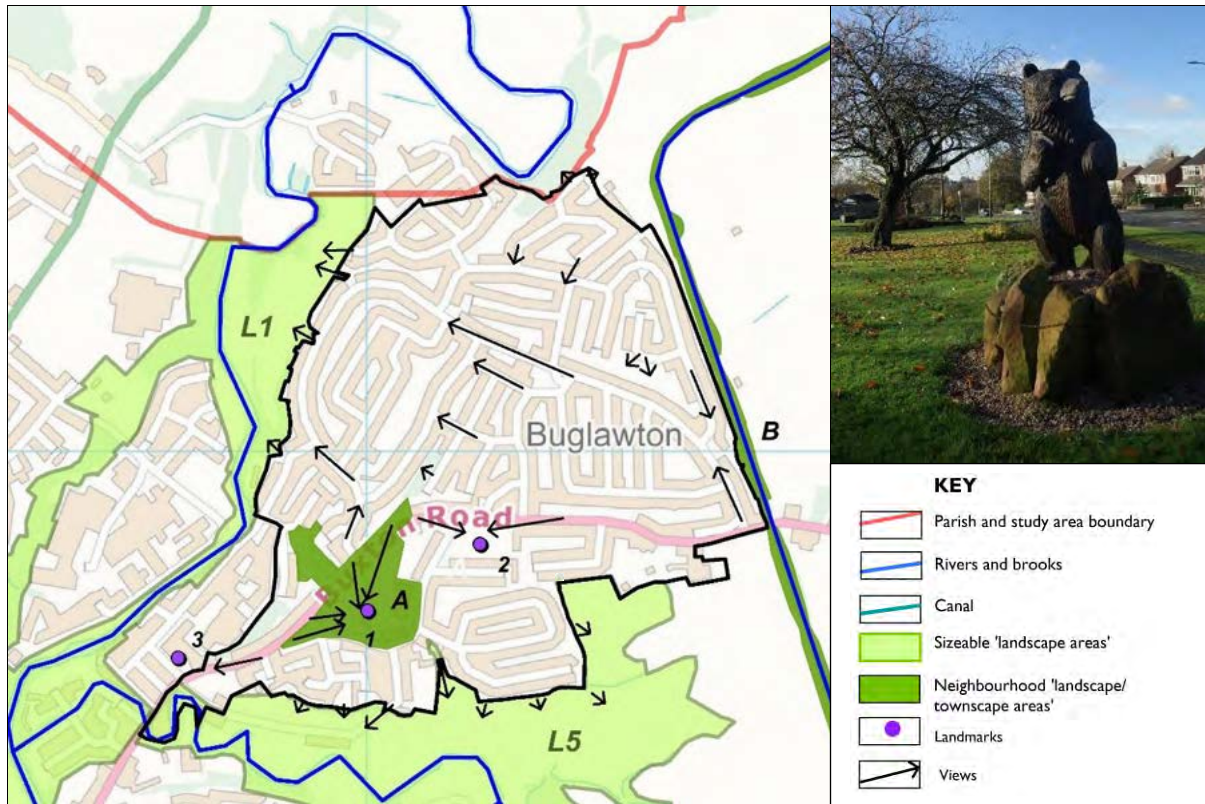 L1
Buglawton
B
Road
2
A
1
3
L5
KEY
Parish and study area boundary
Rivers and brooks
Canal
Sizeable 'landscape areas'
Neighbourhood 'landscape/
townscape areas'
Landmarks
Views